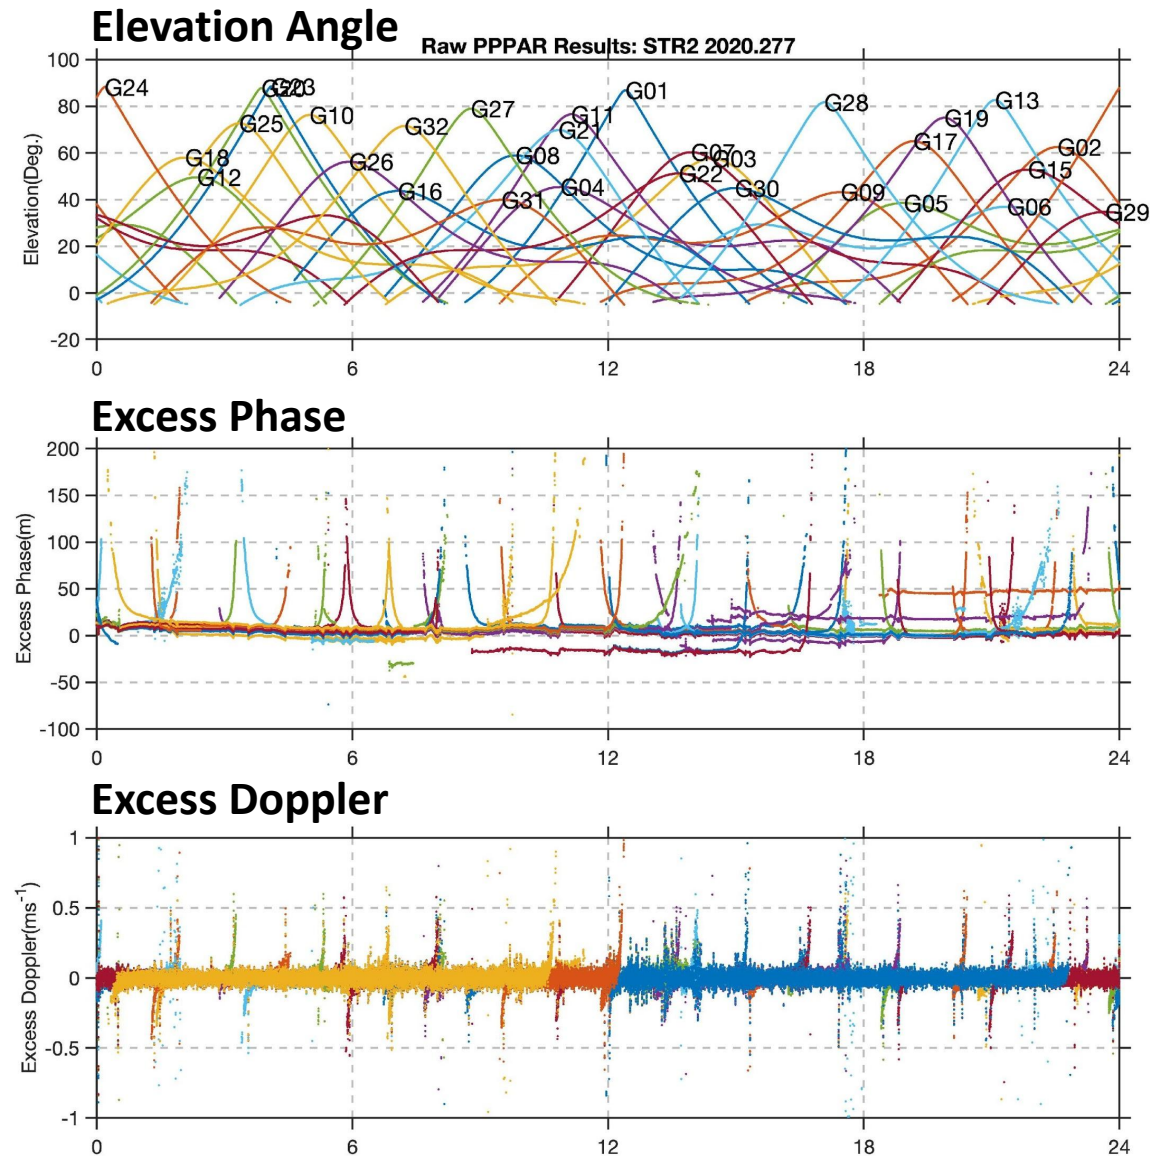 Elevation Angle
Raw PPPAR Results: STR2 2020.277
Elevation(Deg.)
100
80
60
40
20
0
-20
G24
G03
G01
G13
G28
G27
G10
G11
G19
G25
G32
G21
G17
G02
G18
G26
G08
G07
G03
G12
G22
G15
G16
G04
G30
G31
G09
G05
G06
G29
0 6 12 18 24
Excess Phase
Excess Phase(m)
200
150
100
50
0
-50
-100
0 6 12 18 24
Excess Doppler
Excess Doppler(ms⁻¹)
1
0.5
0
-0.5
-1
0 6 12 18 24